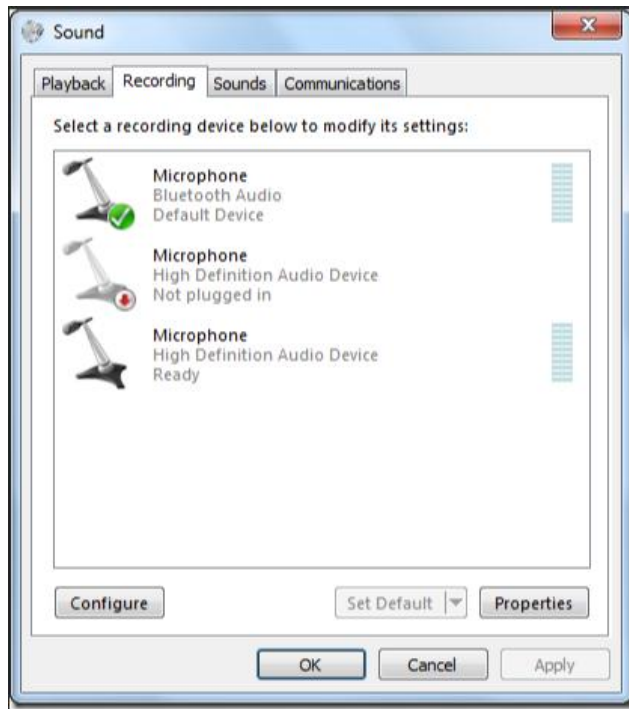 Sound
Playback Recording Sounds Communications
Select a recording device below to modify its settings:
Microphone
Bluetooth Audio
Default Device
Microphone
High Definition Audio Device
Not plugged in
Microphone
High Definition Audio Device
Ready
Configure Set Default Properties
OK Cancel Apply